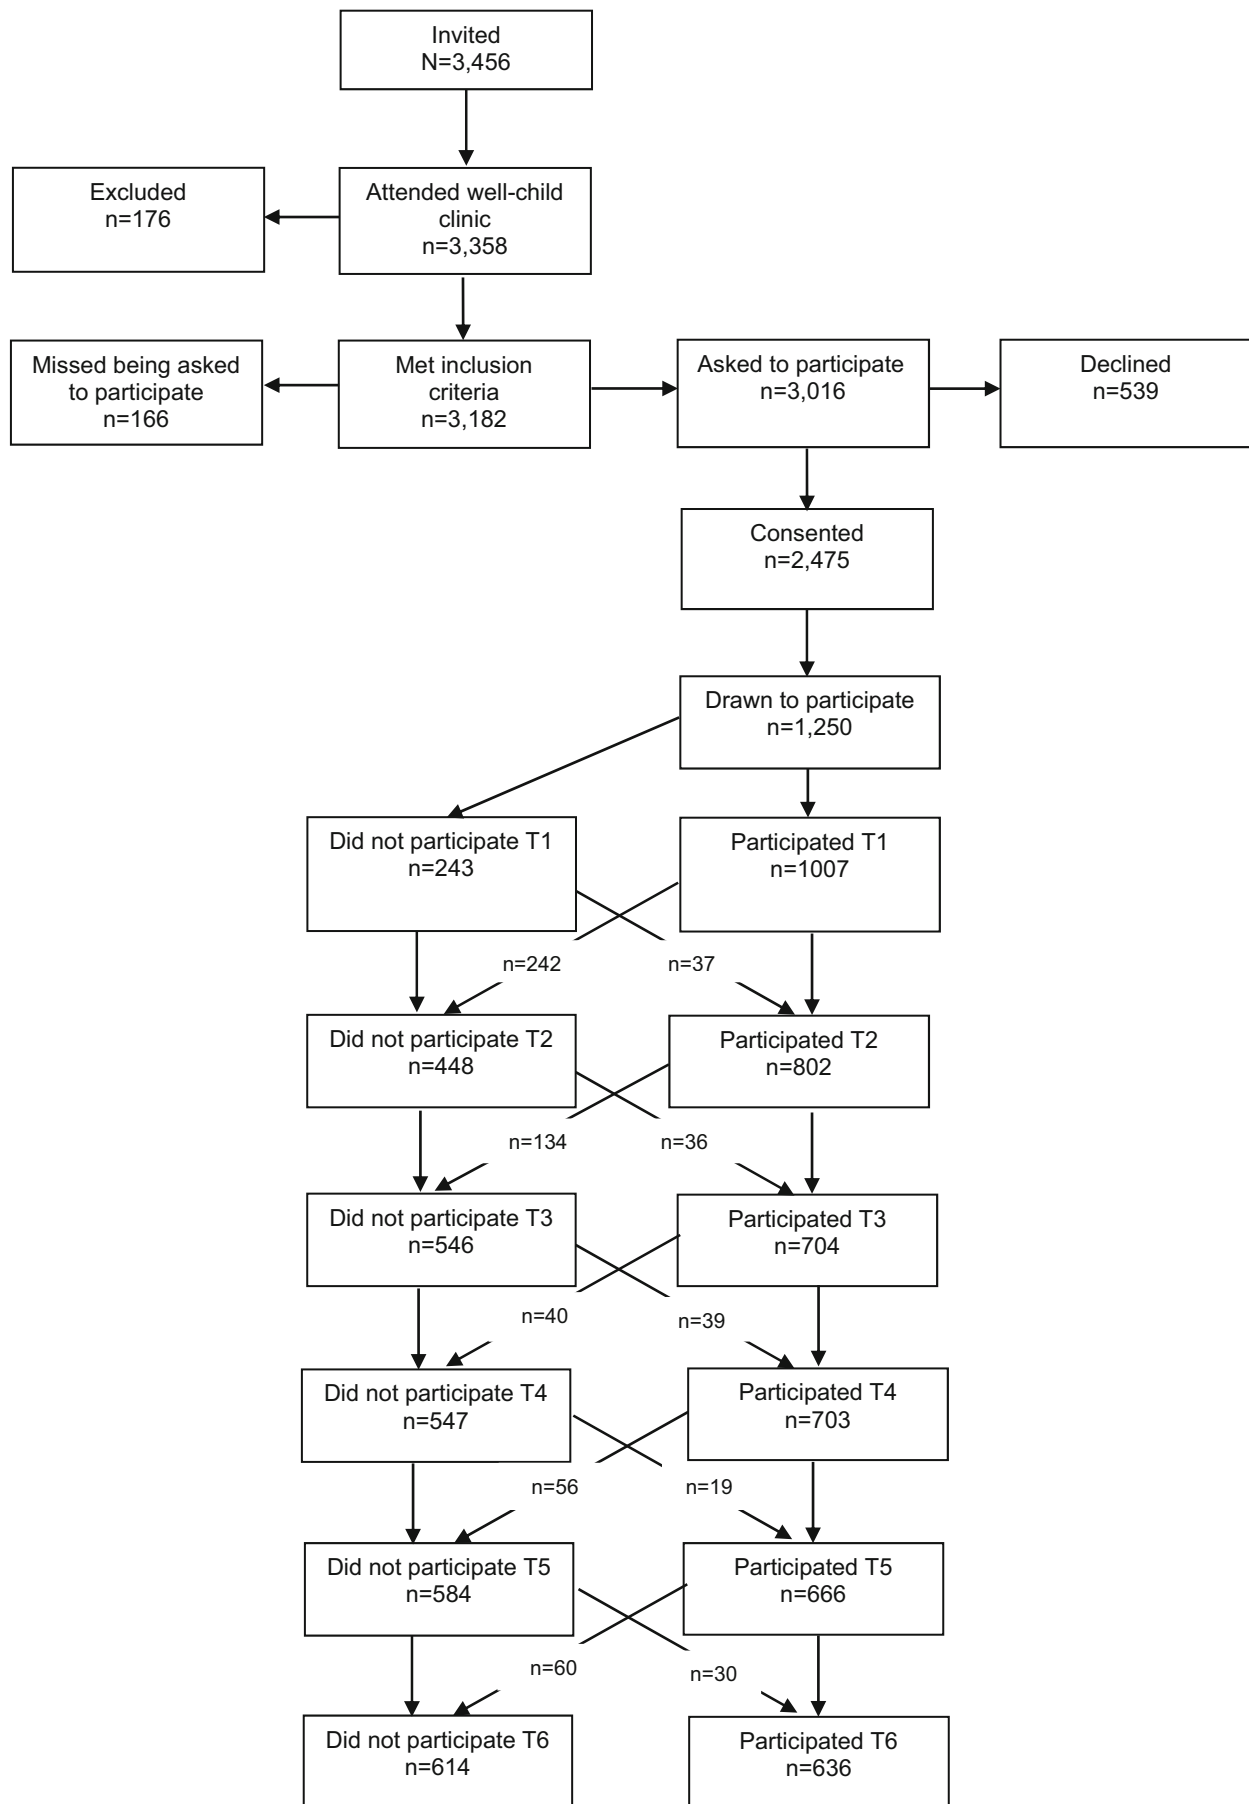 Invited
N=3,456
Excluded
n=176
Attended well-child
clinic
n=3,358
Missed being asked
to participate
n=166
Met inclusion
criteria
n=3,182
Asked to participate
n=3,016
Declined
n=539
Consented
n=2,475
Drawn to participate
n=1,250
Did not participate T1
n=243
Participated T1
n=1007
n=242
n=37
Did not participate T2
n=448
Participated T2
n=802
n=134
n=36
Did not participate T3
n=546
Participated T3
n=704
n=40
n=39
Did not participate T4
n=547
Participated T4
n=703
n=56
n=19
Did not participate T5
n=584
Participated T5
n=666
n=60
n=30
Did not participate T6
n=614
Participated T6
n=636